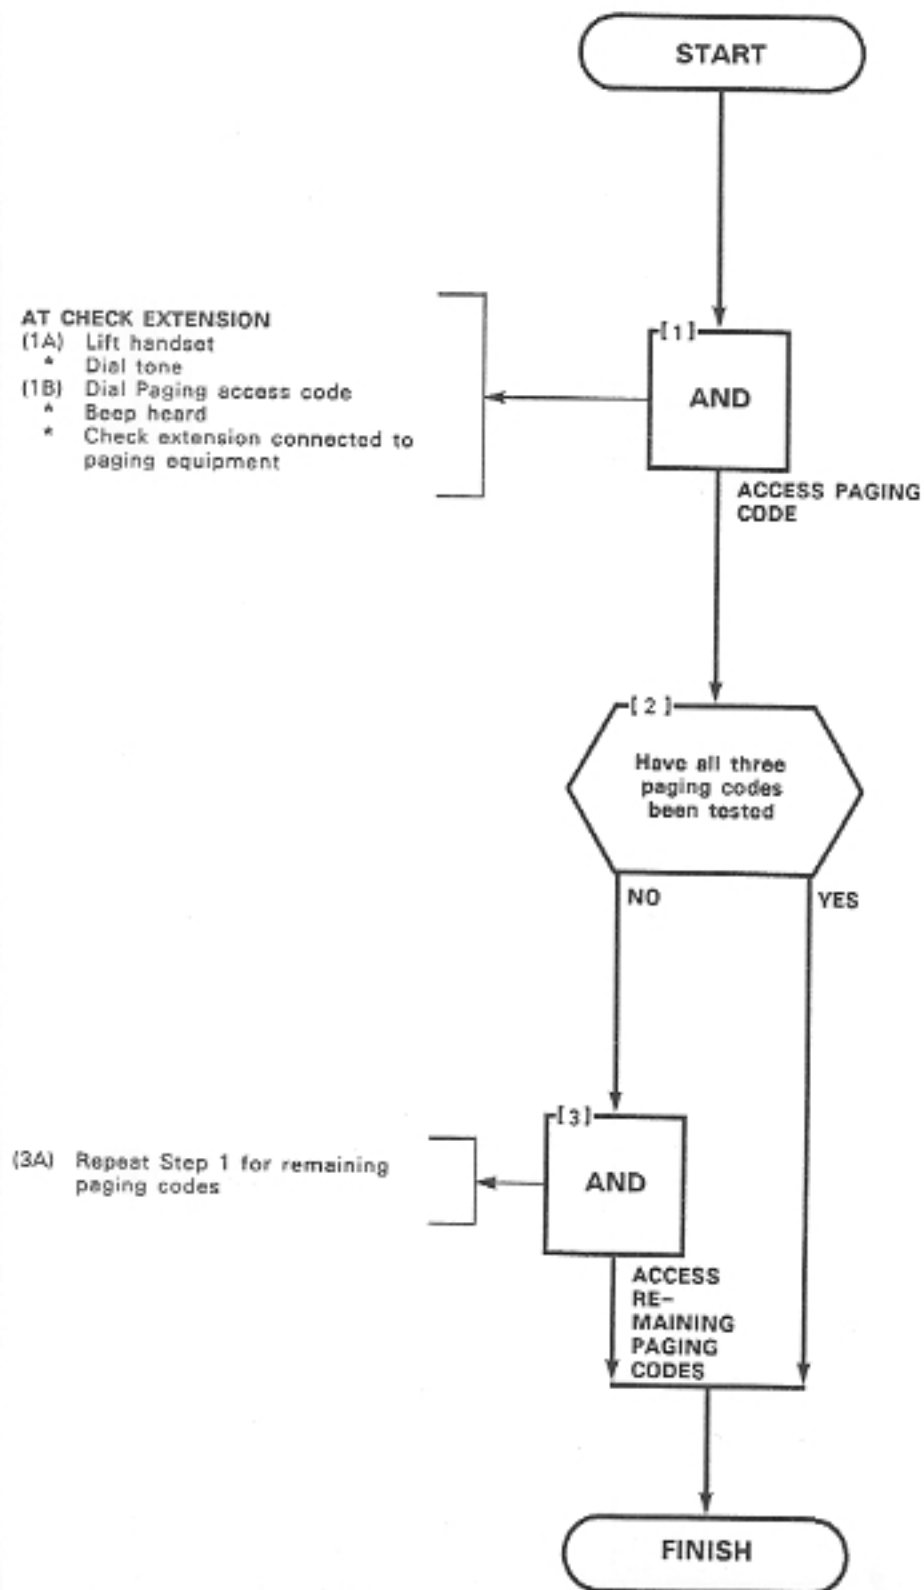 START
[1]
AND
AT CHECK EXTENSION
(1A) Lift handset
* Dial tone
(1B) Dial Paging access code
* Beep heard
* Check extension connected to
paging equipment
ACCESS PAGING
CODE
[2]
Have all three
paging codes
been tested
NO
YES
[3]
AND
(3A) Repeat Step 1 for remaining
paging codes
ACCESS
RE-
MAINING
PAGING
CODES
FINISH